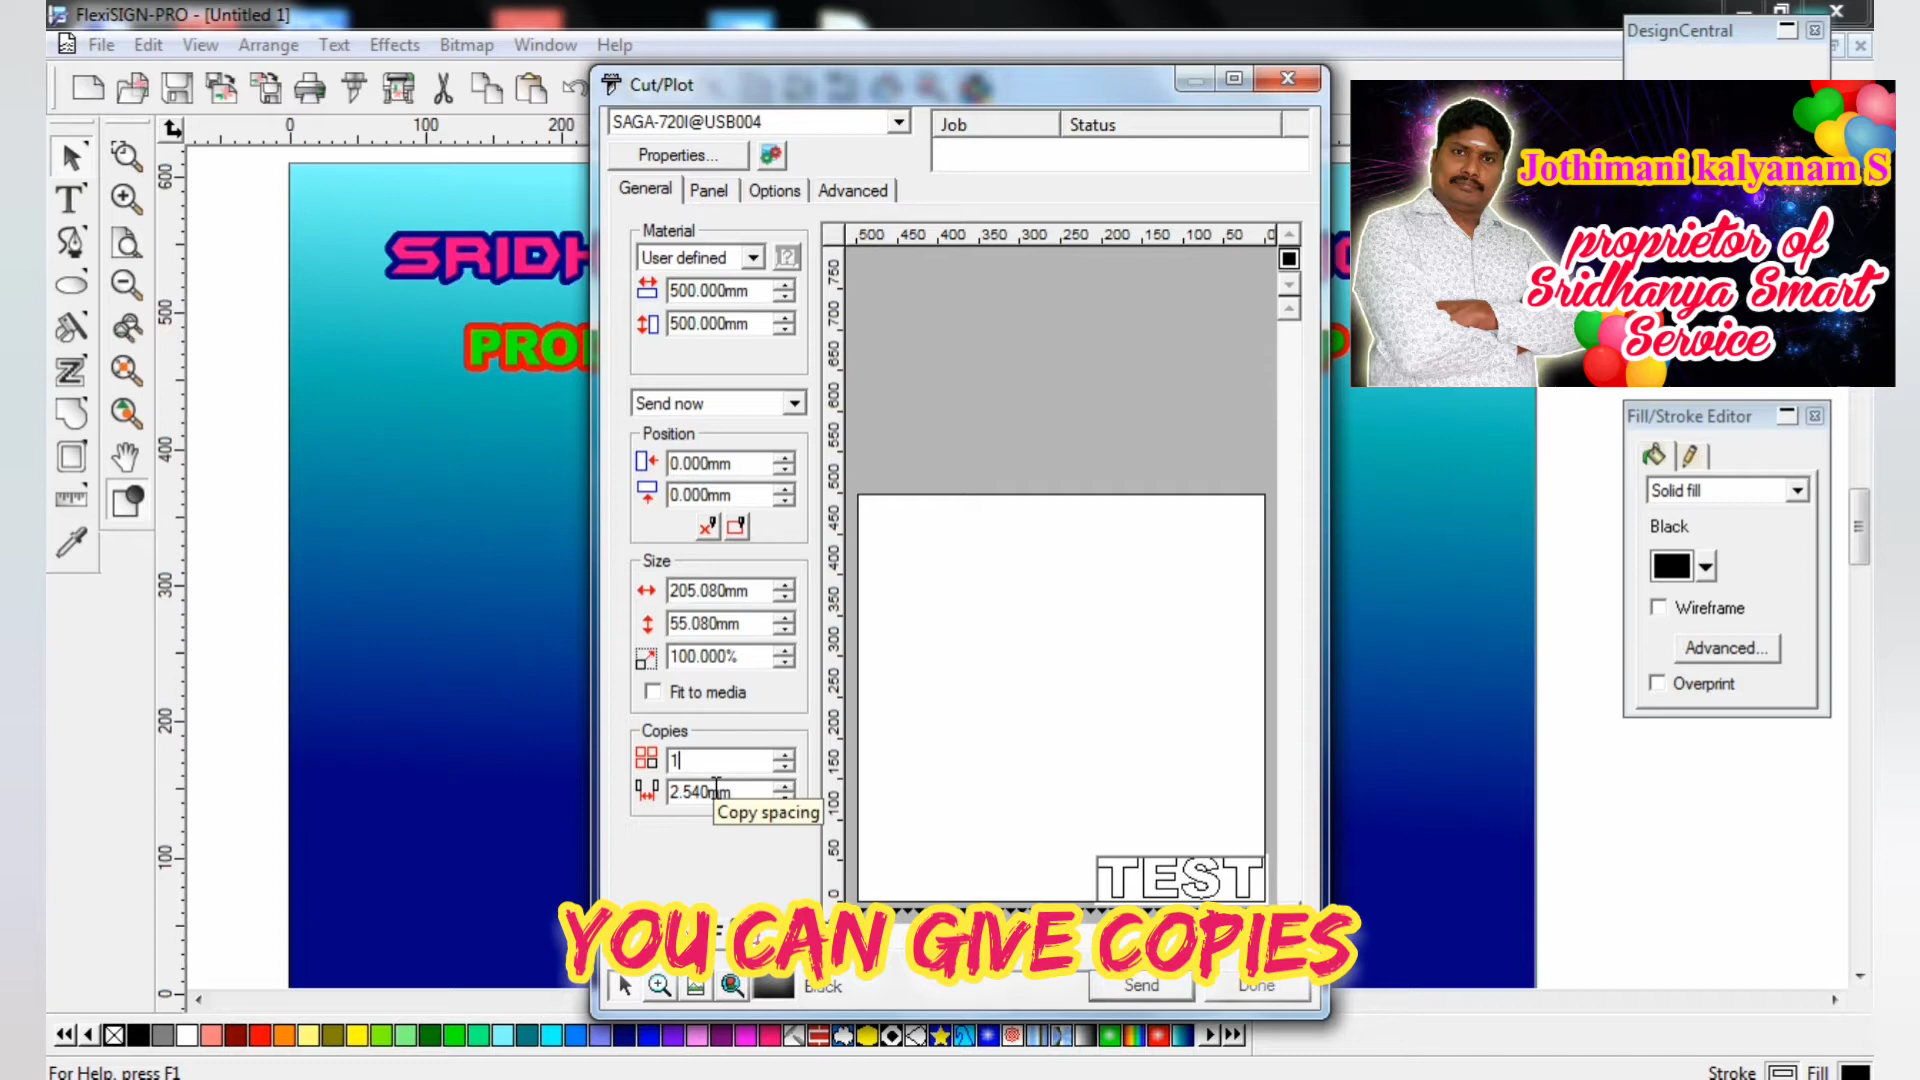 FlexiSIGN-PRO - [Untitled 1]
File Edit View Arrange Text Effects Bitmap Window Help
DesignCentral
Cut/Plot
SAGA-720I@USB004
Job Status
Properties...
General Panel Options Advanced
Material
User defined
500.000mm
500.000mm
Send now
Position
0.000mm
0.000mm
Size
205.080mm
55.080mm
100.000%
Fit to media
Copies
1
2.540mm
Copy spacing
500 450 400 350 300 250 200 150 100 50 0
750
700
650
600
550
500
450
400
350
300
250
200
150
100
50
0
TEST
Black
Send Done
0 100 200
600
500
400
300
200
100
0
SRIDH
PRO
Jothimani kalyanam S
proprietor of
Sridhanya Smart
Service
Fill/Stroke Editor
Solid fill
Black
Wireframe
Advanced...
Overprint
YOU CAN GIVE COPIES
For Help, press F1
Stroke Fill